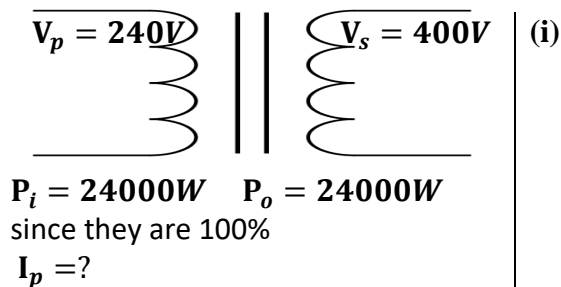 V_p = 240V V_s = 400V (i)
P_i = 24000W P_o = 24000W
since they are 100%
I_p =?